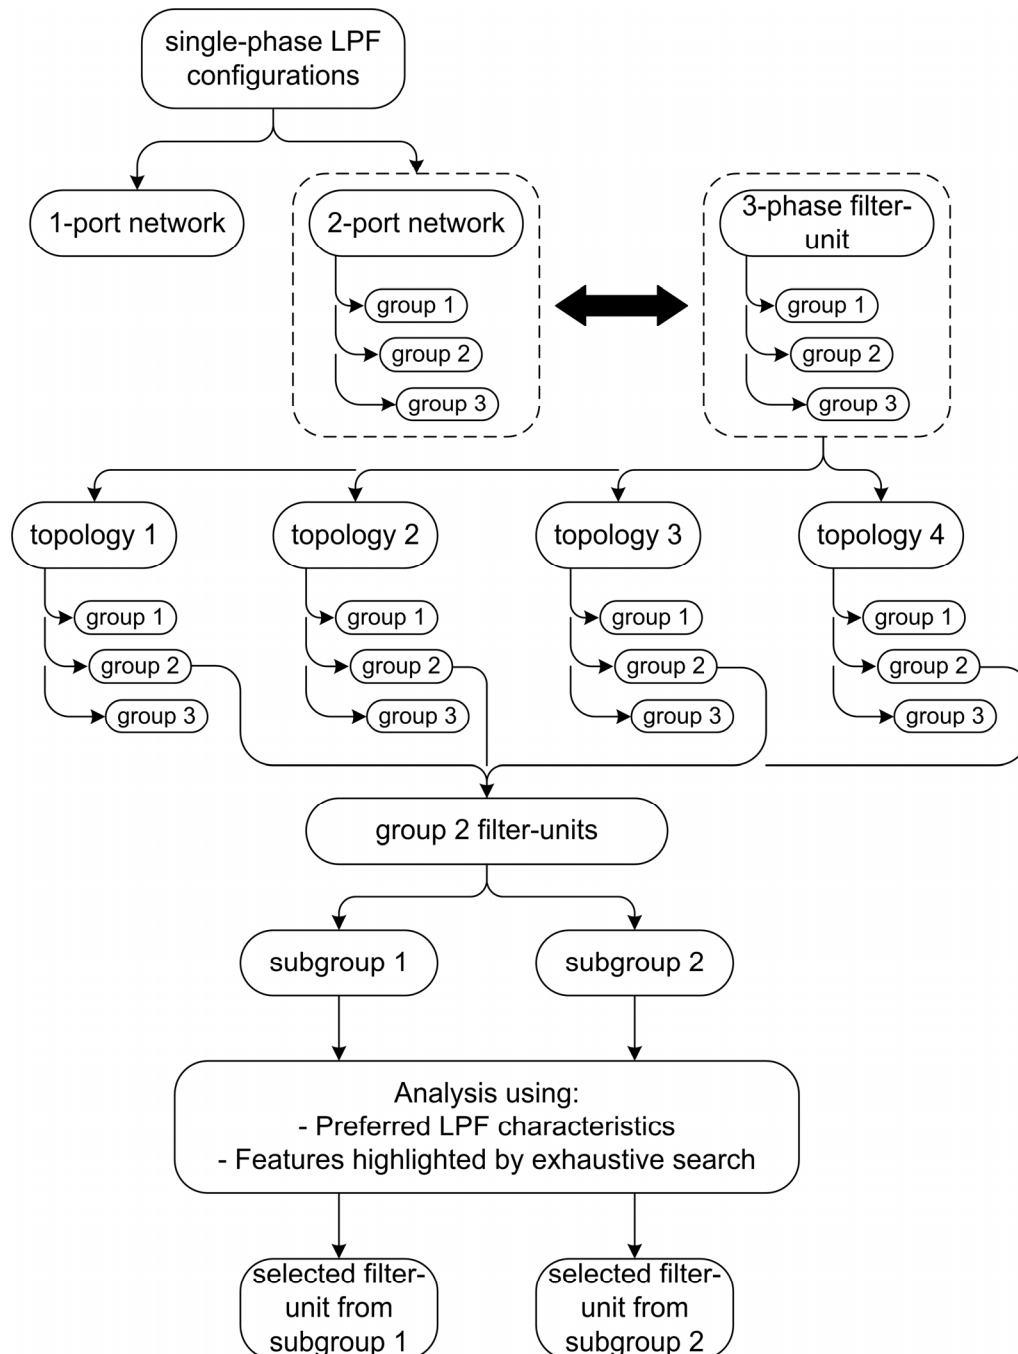 single-phase LPF
configurations
1-port network
2-port network
group 1
group 2
group 3
3-phase filter-
unit
group 1
group 2
group 3
topology 1
group 1
group 2
group 3
topology 2
group 1
group 2
group 3
topology 3
group 1
group 2
group 3
topology 4
group 1
group 2
group 3
group 2 filter-units
subgroup 1
subgroup 2
Analysis using:
- Preferred LPF characteristics
- Features highlighted by exhaustive search
selected filter-
unit from
subgroup 1
selected filter-
unit from
subgroup 2